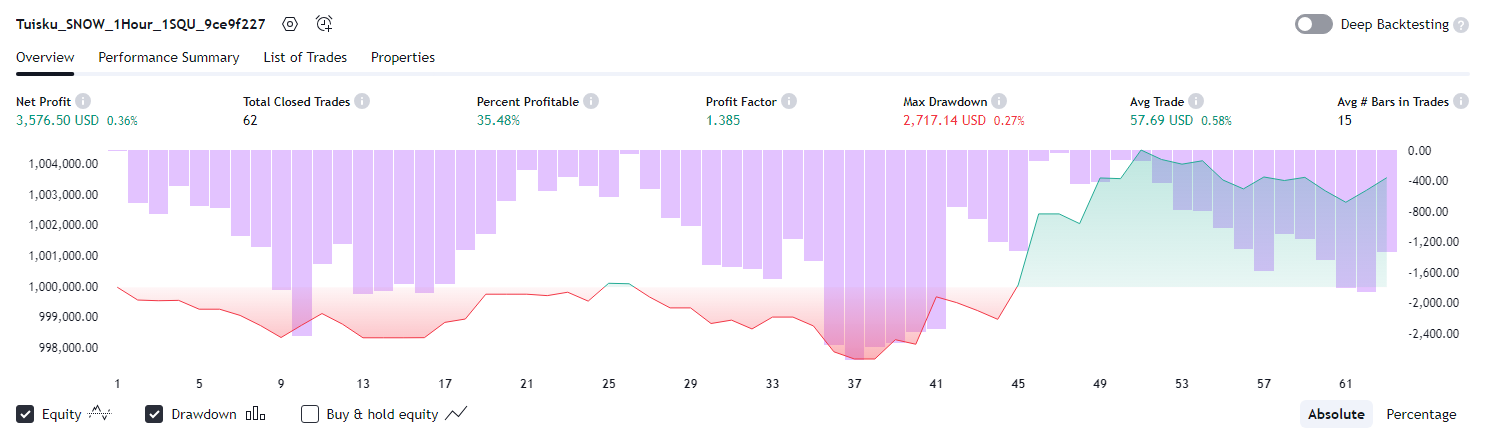 Tuisku_SNOW_1Hour_1SQU_9ce9f227
Deep Backtesting ?
Overview Performance Summary List of Trades Properties
Net Profit i Total Closed Trades i Percent Profitable i Profit Factor i Max Drawdown i Avg Trade i Avg # Bars in Trades i
3,576.50 USD 0.36% 62 35.48% 1.385 2,717.14 USD 0.27% 57.69 USD 0.58% 15
1,004,000.00 0.00
1,003,000.00 -400.00
1,002,000.00 -800.00
1,001,000.00 -1,200.00
1,000,000.00 -1,600.00
999,000.00 -2,000.00
998,000.00 -2,400.00
1 5 9 13 17 21 25 29 33 37 41 45 49 53 57 61
Equity Drawdown Buy & hold equity Absolute Percentage